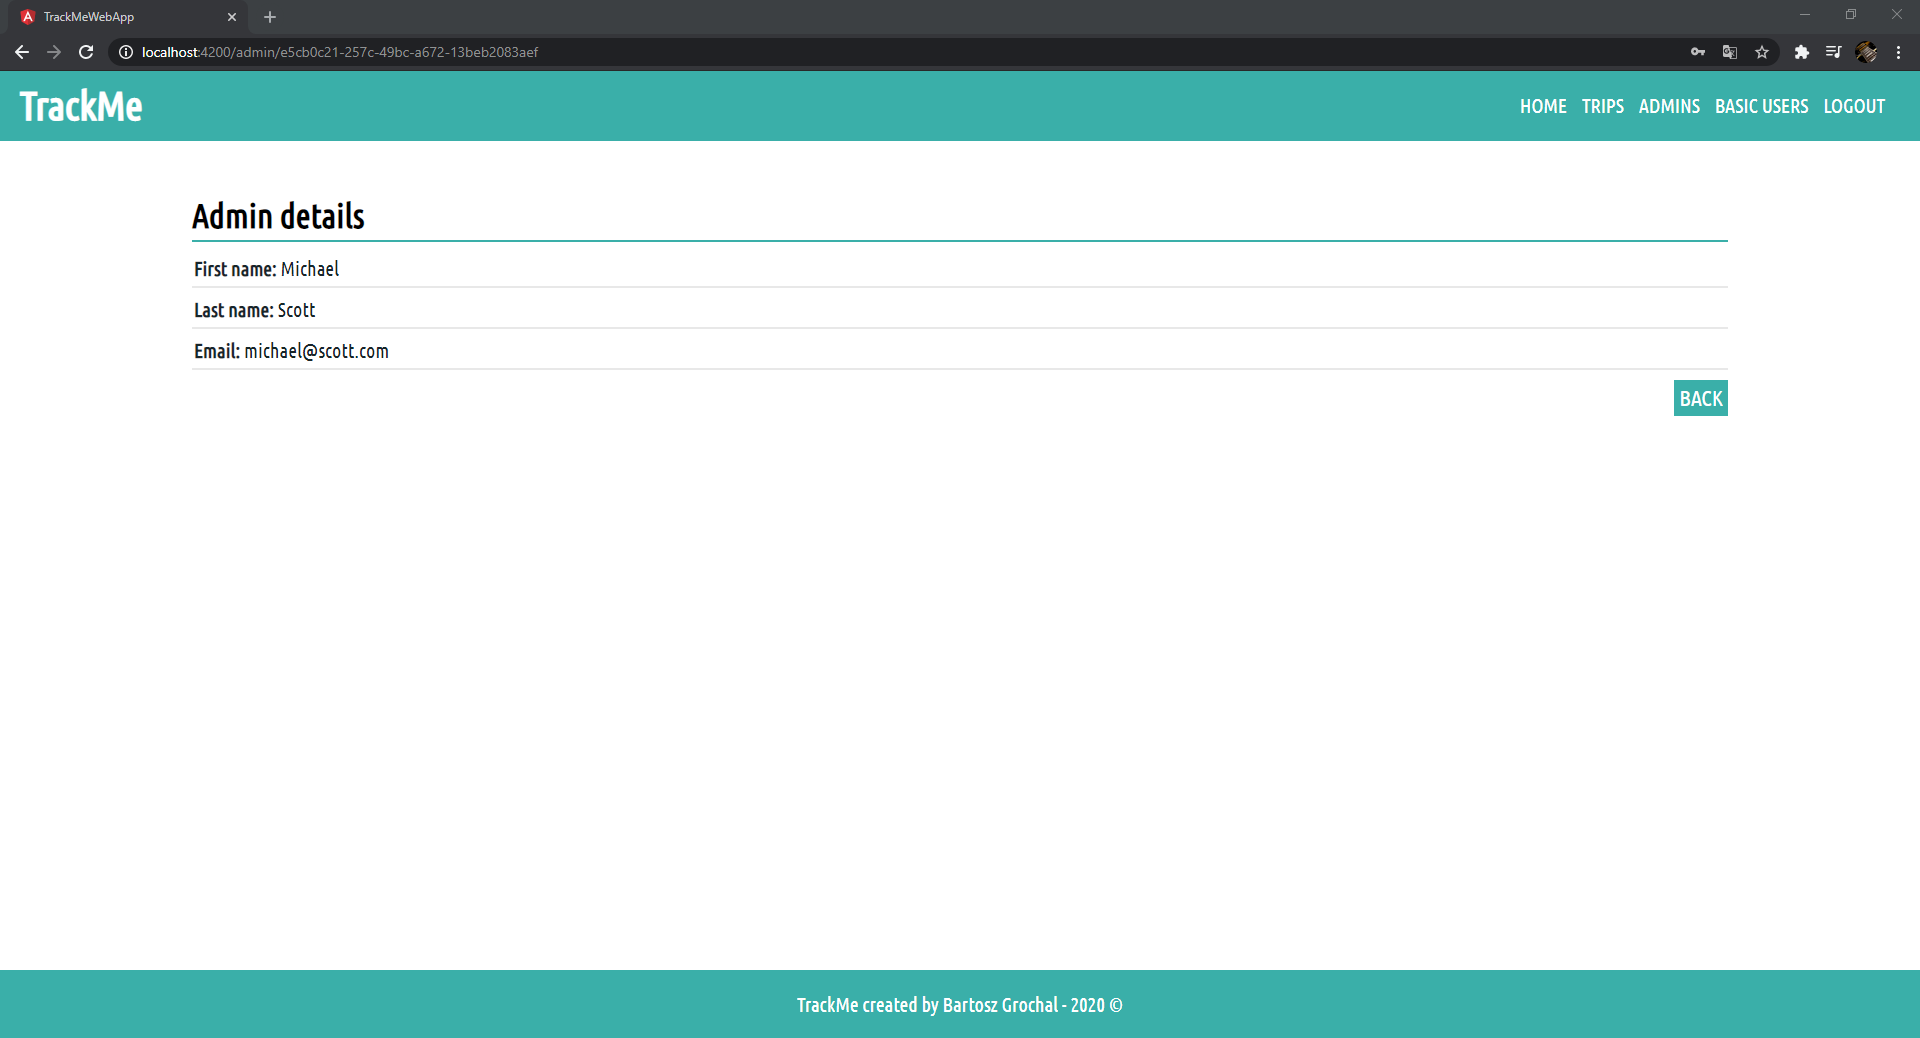 TrackMeWebApp
localhost:4200/admin/e5cb0c21-257c-49bc-a672-13beb2083aef
TrackMe
HOME TRIPS ADMINS BASIC USERS LOGOUT
Admin details
First name: Michael
Last name: Scott
Email: michael@scott.com
BACK
TrackMe created by Bartosz Grochal - 2020 ©